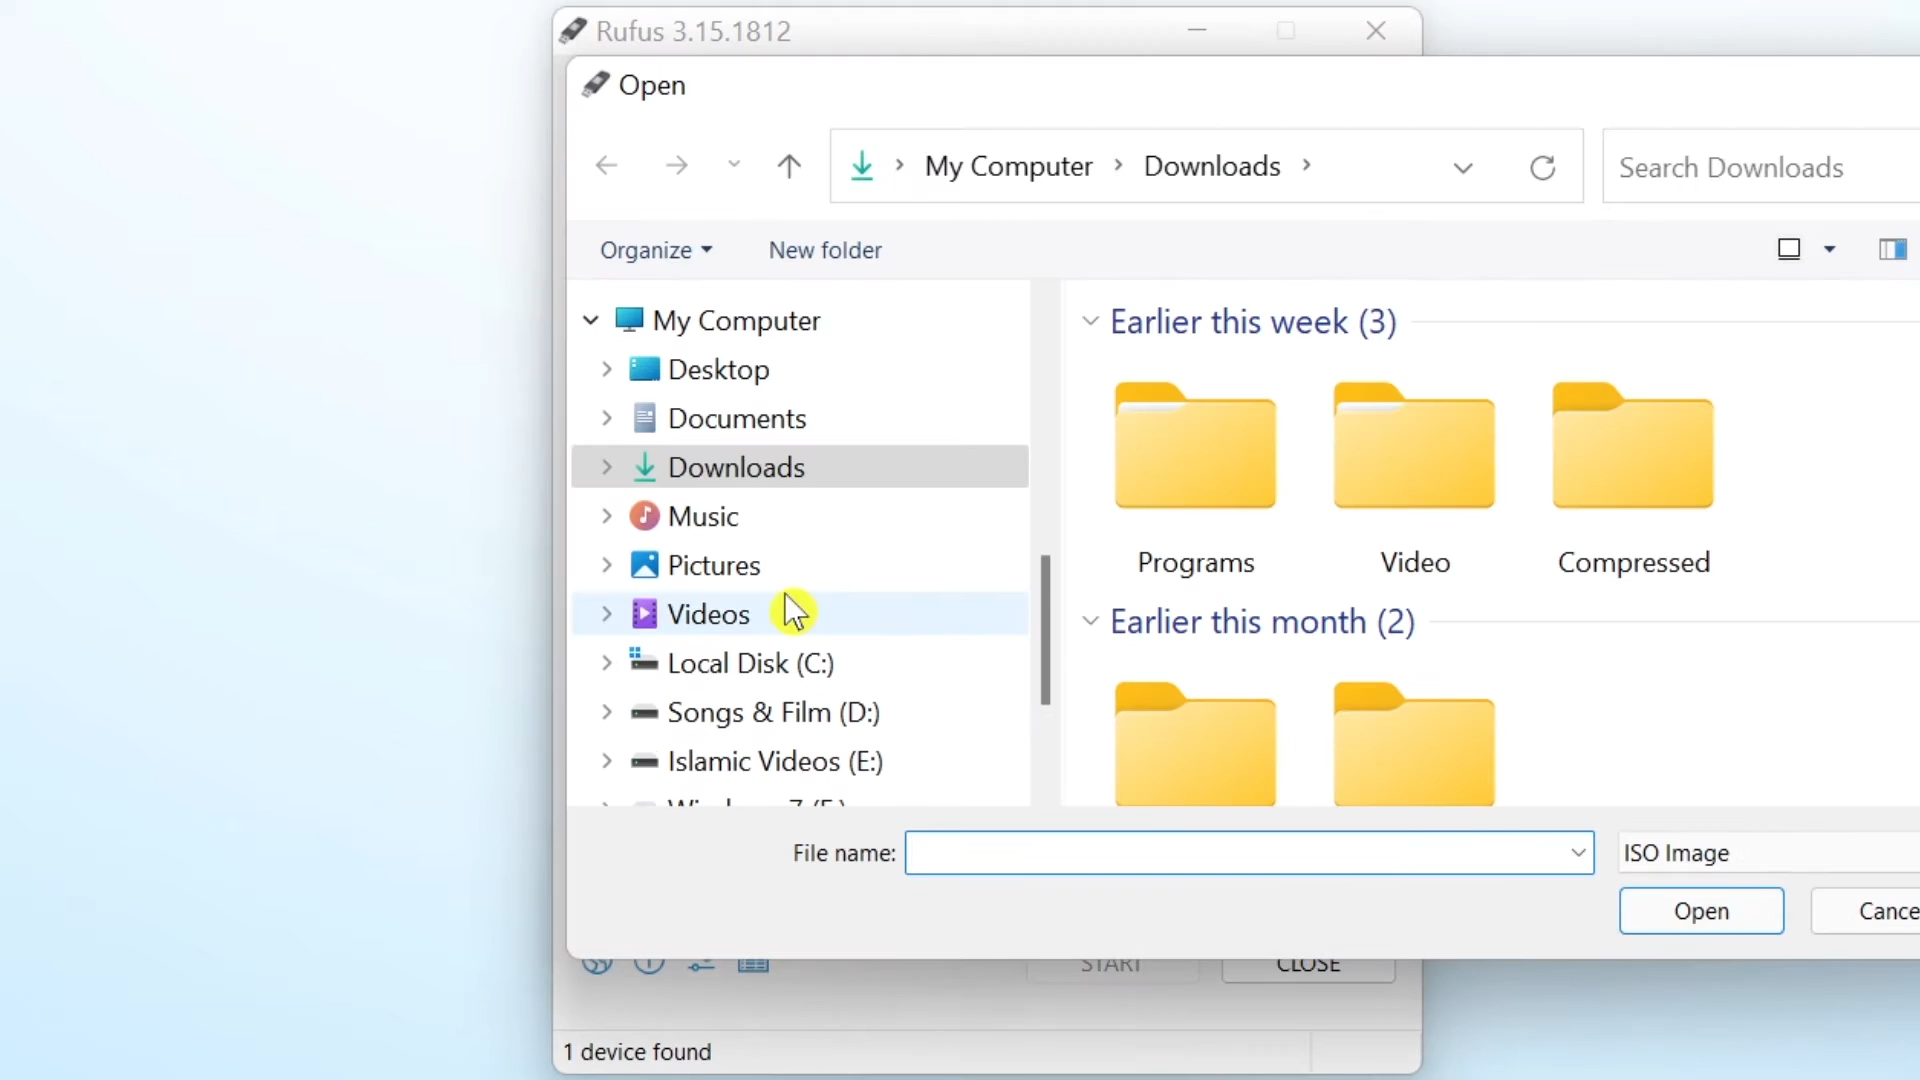 Rufus 3.15.1812
Open
My Computer
Downloads
Search Downloads
Organize
New folder
My Computer
Desktop
Documents
Downloads
Music
Pictures
Videos
Local Disk (C:)
Songs & Film (D:)
Islamic Videos (E:)
Earlier this week (3)
Programs
Video
Compressed
Earlier this month (2)
File name:
ISO Image
Open
Cance
START
CLOSE
1 device found